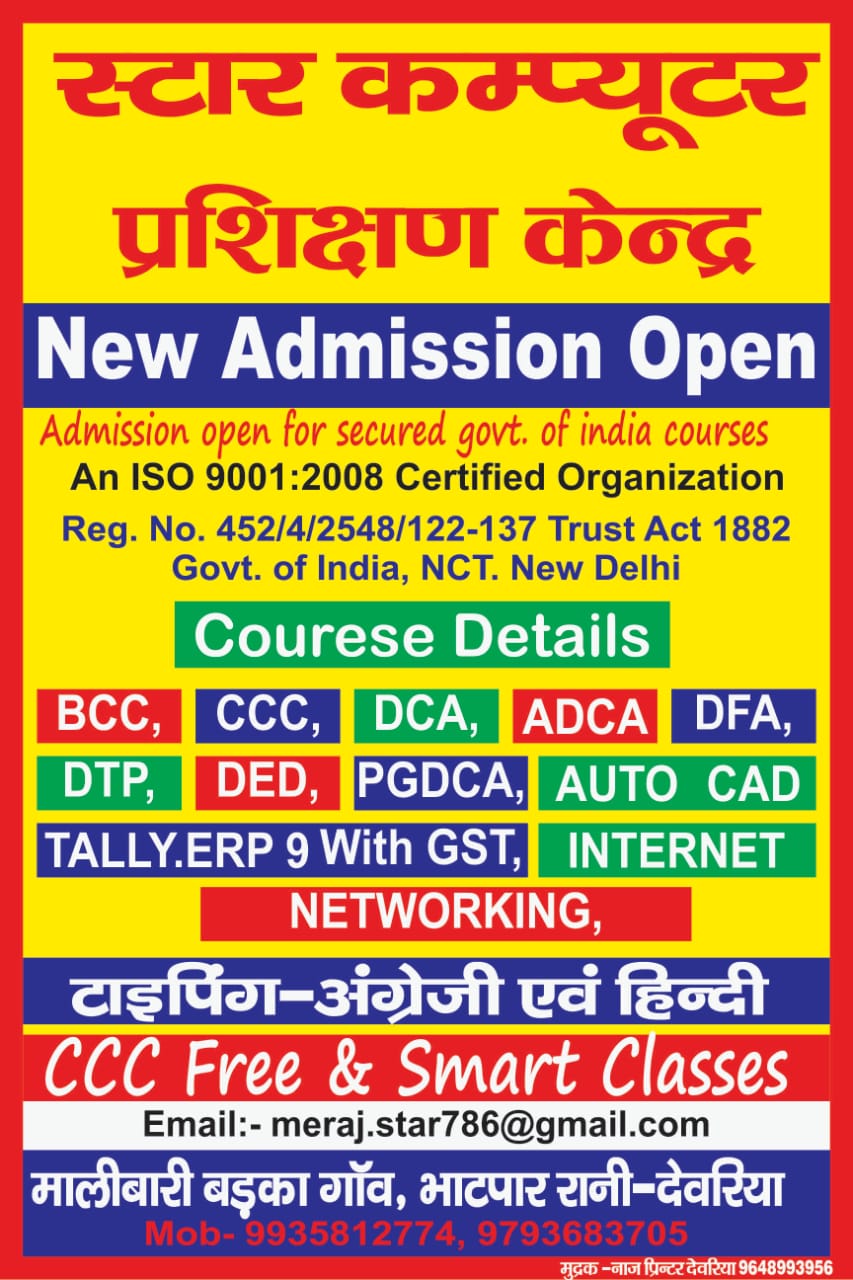 स्टार कम्प्यूटर
प्रशिक्षण केन्द्र
New Admission Open
Admission open for secured govt. of india courses
An ISO 9001:2008 Certified Organization
Reg. No. 452/4/2548/122-137 Trust Act 1882
Govt. of India, NCT. New Delhi
Courese Details
BCC, CCC, DCA, ADCA DFA,
DTP, DED, PGDCA, AUTO CAD
TALLY.ERP 9 With GST, INTERNET
NETWORKING,
टाइपिंग-अंग्रेजी एवं हिन्दी
CCC Free & Smart Classes
Email:- meraj.star786@gmail.com
मालीबारी बड़का गॉव, भाटपार रानी-देवरिया
Mob- 9935812774, 9793683705
मुद्रक -नाज प्रिन्टर देवरिया 9648993956